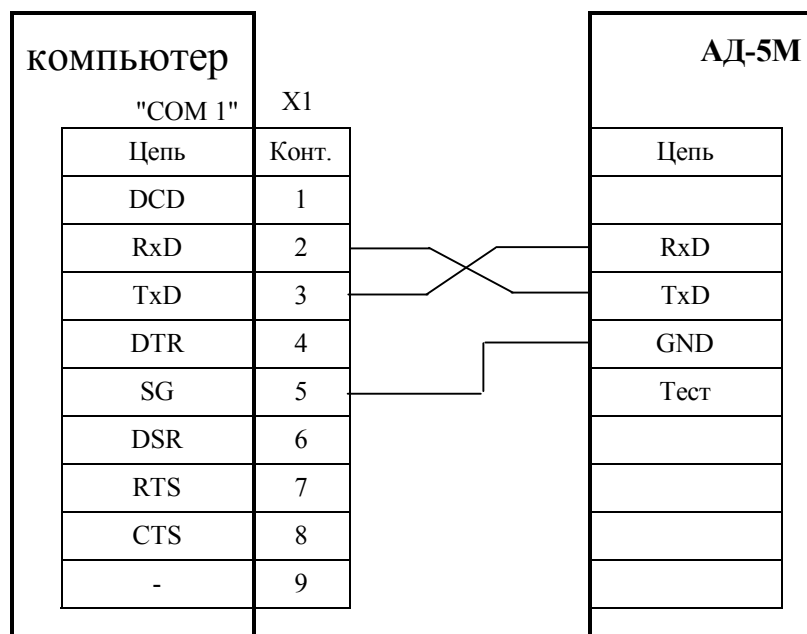 компьютер АД-5М
"COM 1" X1
Цепь Конт. Цепь
DCD 1
RxD 2 RxD
TxD 3 TxD
DTR 4 GND
SG 5 Тест
DSR 6
RTS 7
CTS 8
- 9